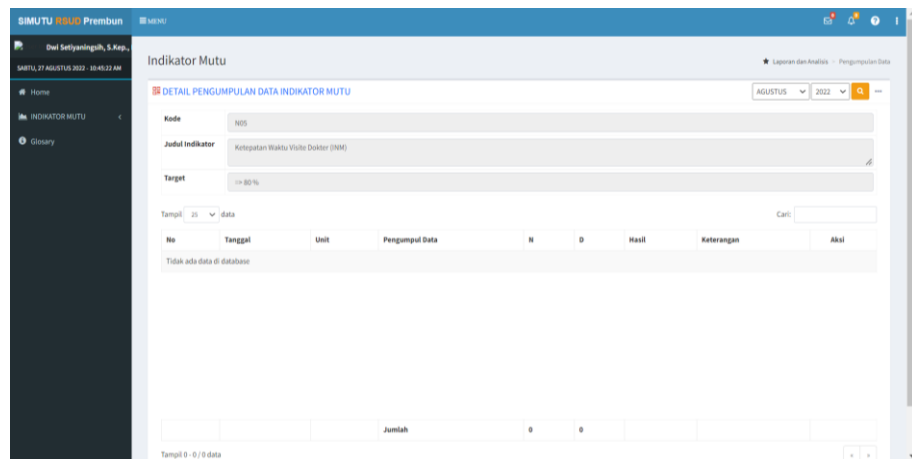 SIMUTU RSUD Prembun
MENU
Dwi Setiyaningsih, S.Kep.,
SABTU, 27 AGUSTUS 2022 - 10:45:22 AM
Home
INDIKATOR MUTU
Glosary
Indikator Mutu
Laporan dan Analisis > Pengumpulan Data
DETAIL PENGUMPULAN DATA INDIKATOR MUTU
AGUSTUS 2022
Kode N05
Judul Indikator Ketepatan Waktu Visite Dokter (INM)
Target => 80 %
Tampil 25 data Cari:
No Tanggal Unit Pengumpul Data N D Hasil Keterangan Aksi
Tidak ada data di database
Jumlah 0 0
Tampil 0 - 0 / 0 data